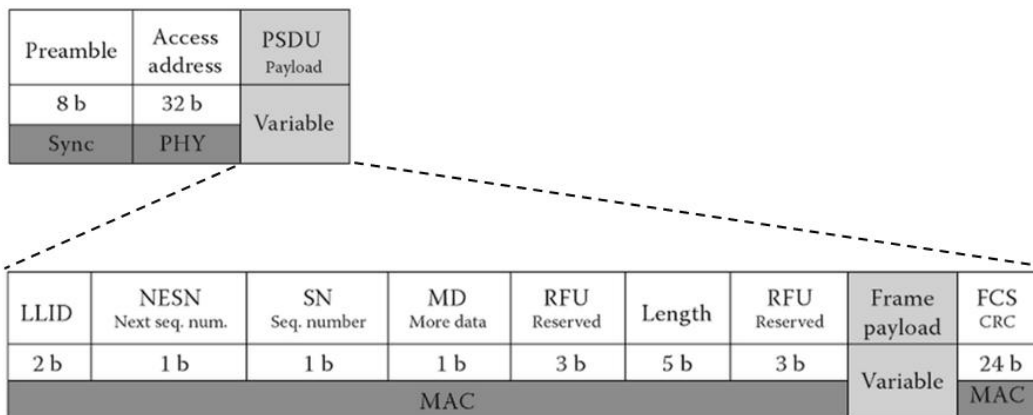 Preamble
Access
address
PSDU
Payload
8 b
32 b
Variable
Sync
PHY
LLID
NESN
Next seq. num.
SN
Seq. number
MD
More data
RFU
Reserved
Length
RFU
Reserved
Frame
payload
FCS
CRC
2 b
1 b
1 b
1 b
3 b
5 b
3 b
Variable
24 b
MAC
MAC